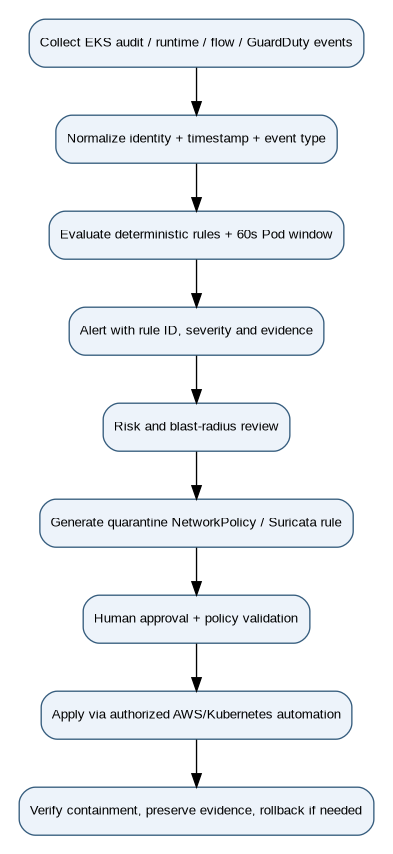 Collect EKS audit / runtime / flow / GuardDuty events
Normalize identity + timestamp + event type
Evaluate deterministic rules + 60s Pod window
Alert with rule ID, severity and evidence
Risk and blast-radius review
Generate quarantine NetworkPolicy / Suricata rule
Human approval + policy validation
Apply via authorized AWS/Kubernetes automation
Verify containment, preserve evidence, rollback if needed